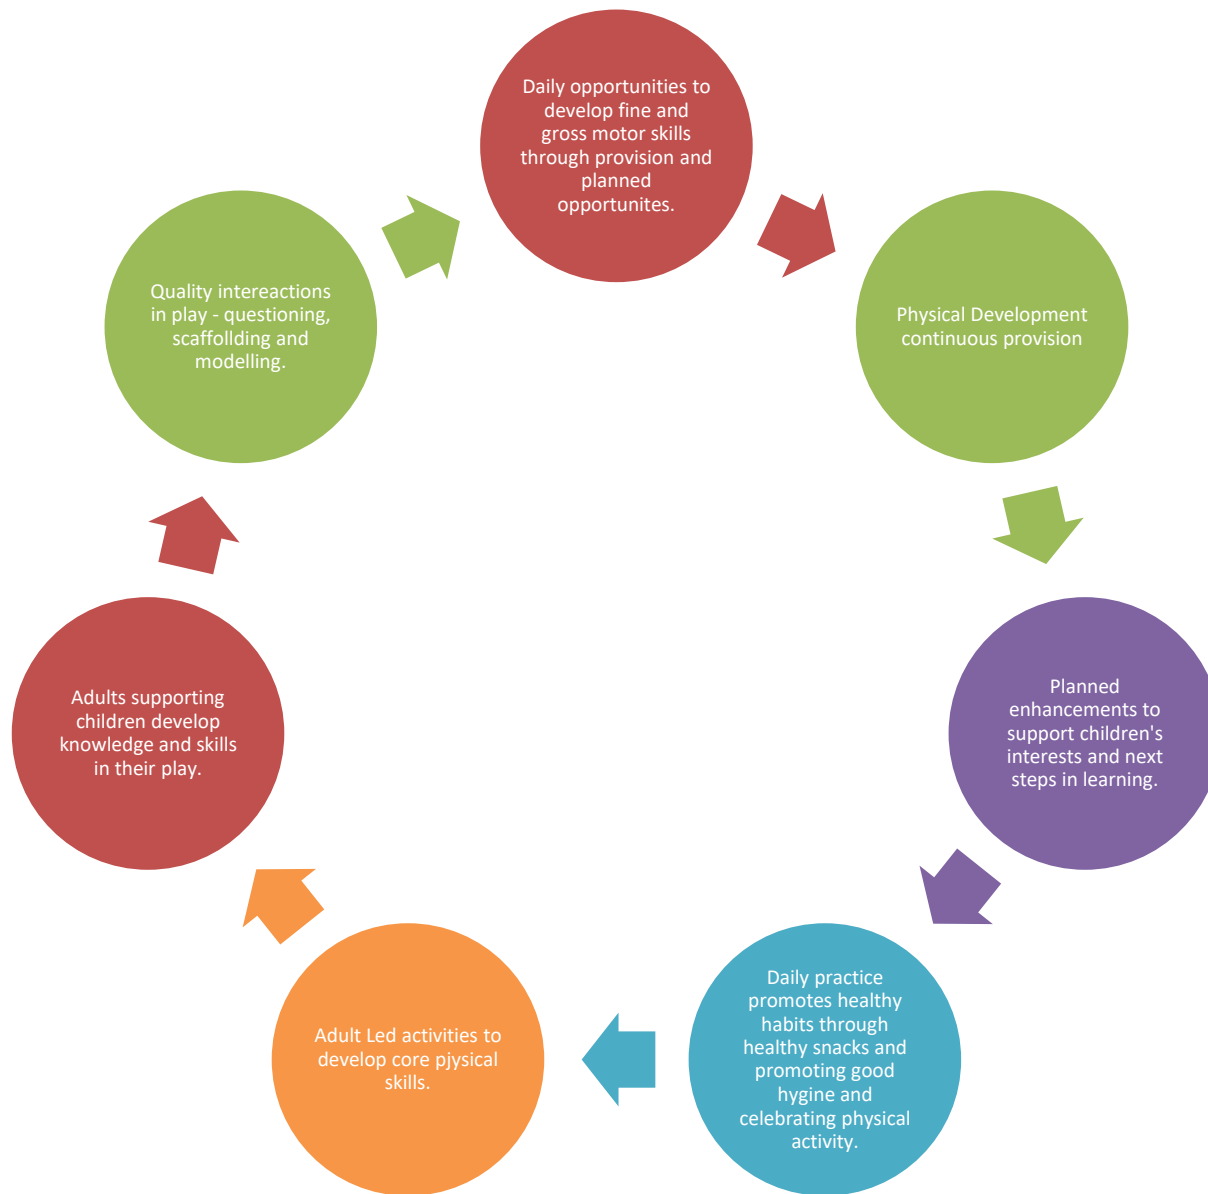 Daily opportunities to
develop fine and
gross motor skills
through provision and
planned
opportunites.
Physical Development
continuous provision
Planned
enhancements to
support children's
interests and next
steps in learning.
Daily practice
promotes healthy
habits through
healthy snacks and
promoting good
hygine and
celebrating physical
activity.
Adult Led activities to
develop core pjysical
skills.
Adults supporting
children develop
knowledge and skills
in their play.
Quality intereactions
in play - questioning,
scaffollding and
modelling.